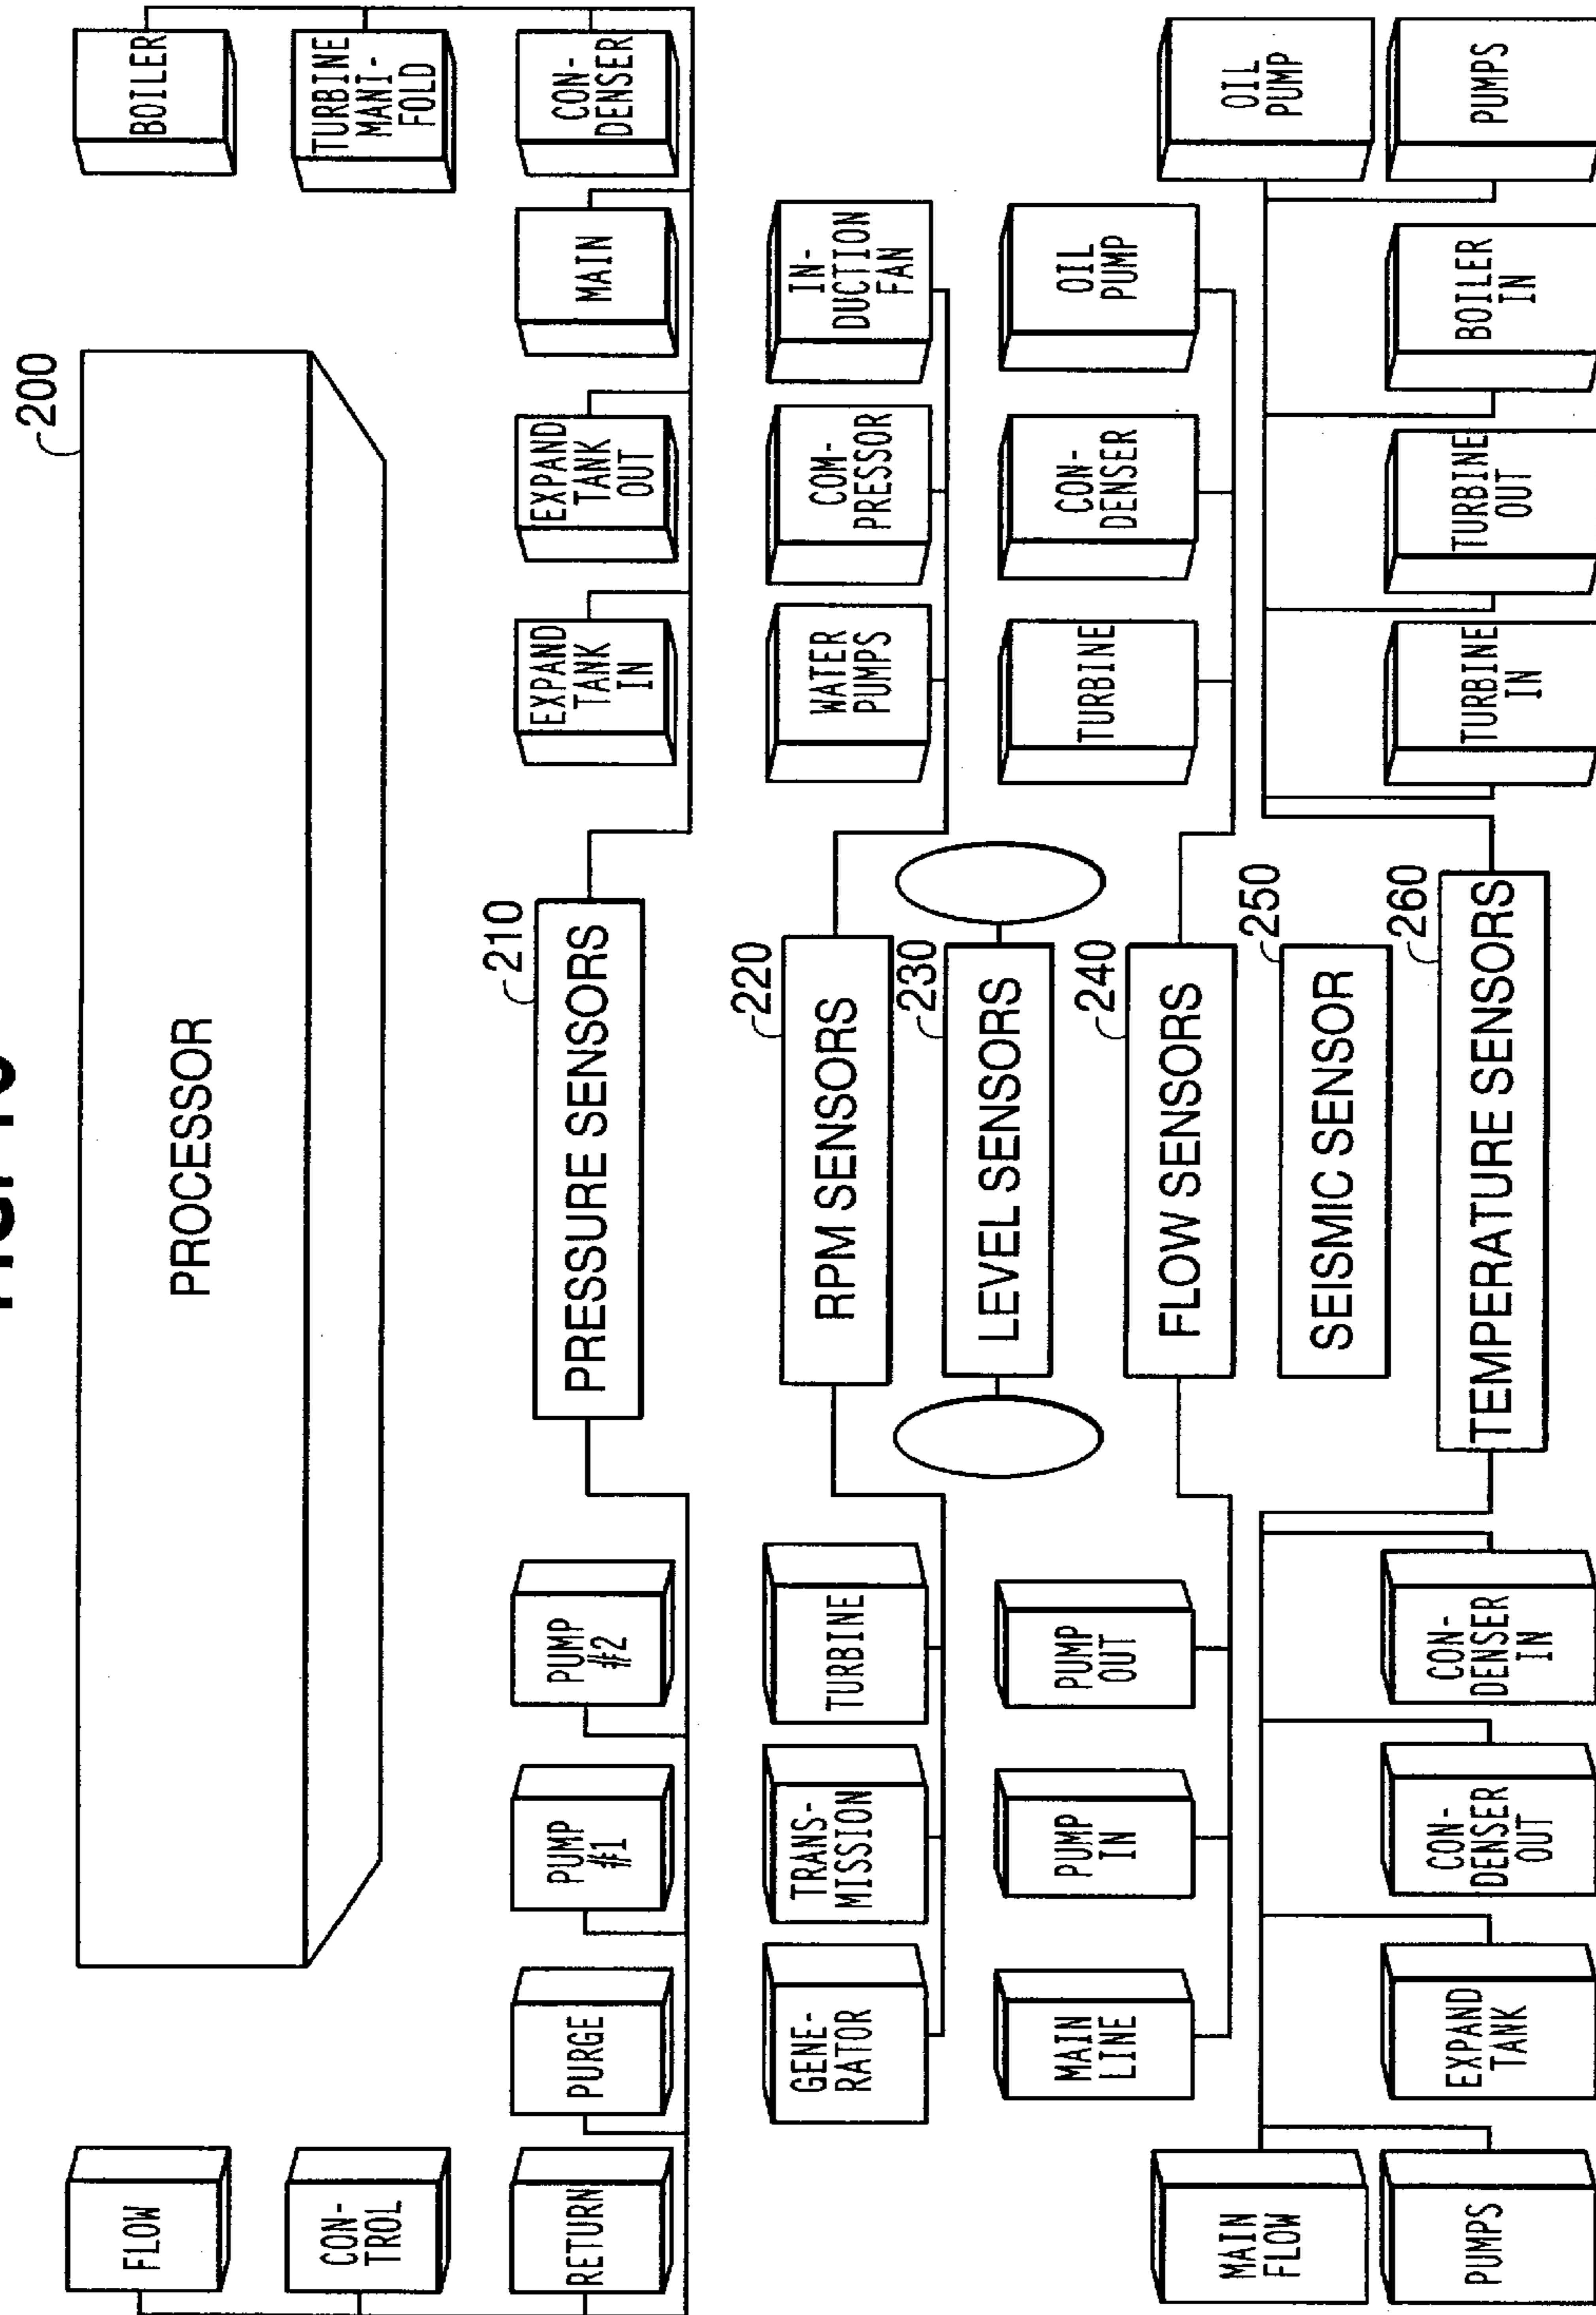 200
FLOW
PROCESSOR
BOILER
CON-
TROL
TURBINE
MANI-
FOLD
210
RETURN
PURGE
PUMP
#1
PUMP
#2
PRESSURE SENSORS
EXPAND
TANK
IN
EXPAND
TANK
OUT
MAIN
CON-
DENSER
220
GENE-
RATOR
TRANS-
MISSION
TURBINE
RPM SENSORS
WATER
PUMPS
COM-
PRESSOR
IN-
DUCTION
FAN
230
LEVEL SENSORS
240
MAIN
LINE
PUMP
IN
PUMP
OUT
FLOW SENSORS
TURBINE
CON-
DENSER
OIL
PUMP
250
MAIN
FLOW
SEISMIC SENSOR
OIL
PUMP
260
PUMPS
EXPAND
TANK
CON-
DENSER
OUT
CON-
DENSER
IN
TEMPERATURE SENSORS
TURBINE
IN
TURBINE
OUT
BOILER
IN
PUMPS